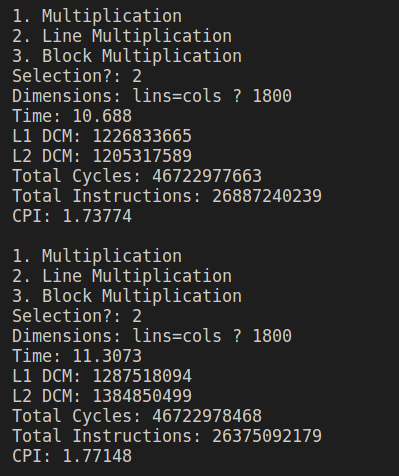 1. Multiplication
2. Line Multiplication
3. Block Multiplication
Selection?: 2
Dimensions: lins=cols ? 1800
Time: 10.688
L1 DCM: 1226833665
L2 DCM: 1205317589
Total Cycles: 46722977663
Total Instructions: 26887240239
CPI: 1.73774
1. Multiplication
2. Line Multiplication
3. Block Multiplication
Selection?: 2
Dimensions: lins=cols ? 1800
Time: 11.3073
L1 DCM: 1287518094
L2 DCM: 1384850499
Total Cycles: 46722978468
Total Instructions: 26375092179
CPI: 1.77148